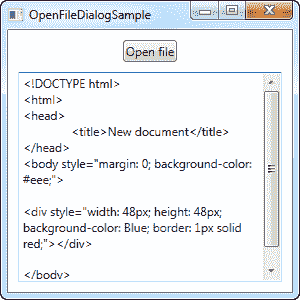 OpenFileDialogSample
Open file
<!DOCTYPE html>
<html>
<head>
<title>New document</title>
</head>
<body style="margin: 0; background-color:
#eee;">
<div style="width: 48px; height: 48px;
background-color: Blue; border: 1px solid
red;"></div>
</body>